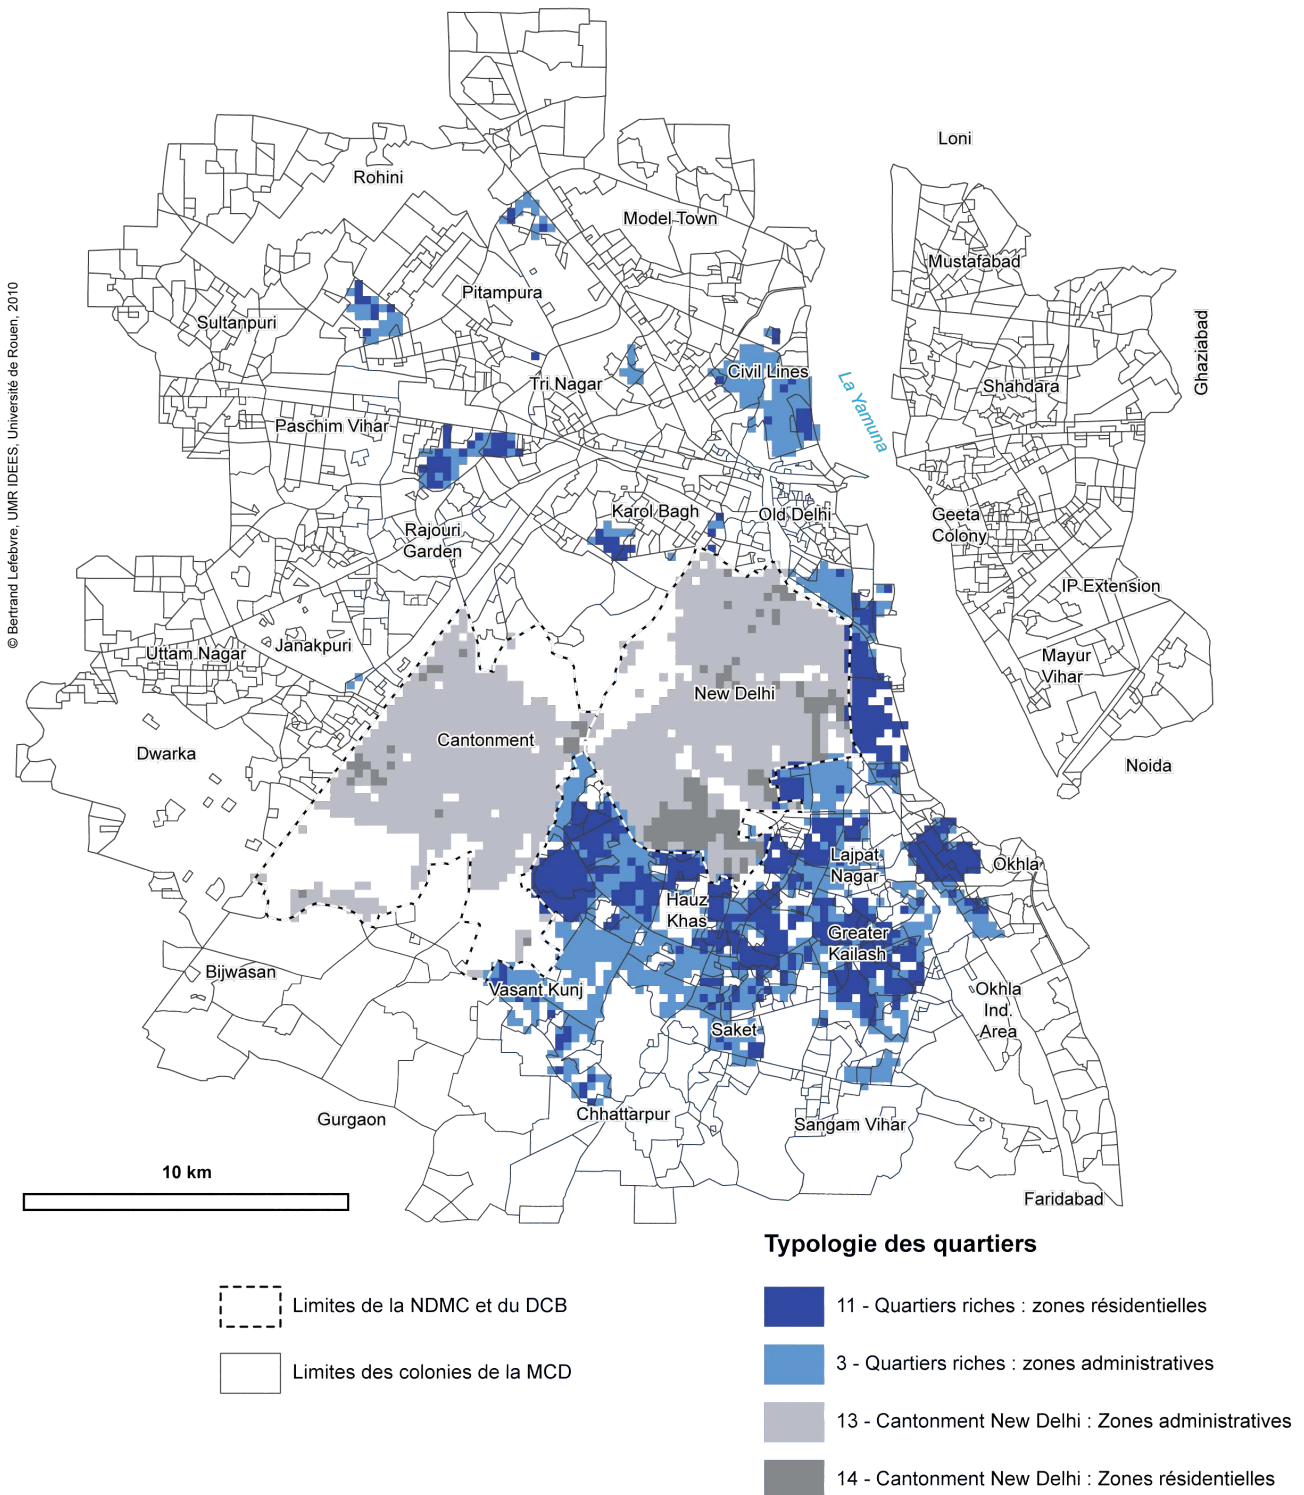 Loni
Rohini
Model Town
Mustafabad
Pitampura
Sultanpuri
© Bertrand Lefebvre, UMR IDEES, Université de Rouen, 2010
Ghaziabad
Civil Lines
La Yamuna
Tri Nagar
Shahdara
Paschim Vihar
Karol Bagh
Old Delhi
Geeta
Colony
Rajouri
Garden
IP Extension
Janakpuri
Uttam Nagar
Mayur
Vihar
New Delhi
Cantonment
Dwarka
Noida
Lajpat
Nagar
Okhla
Hauz
Khas
Greater
Kailash
Bijwasan
Vasant Kunj
Okhla
Ind.
Area
Saket
Gurgaon
Chhattarpur
Sangam Vihar
10 km
Faridabad
Typologie des quartiers
Limites de la NDMC et du DCB
Limites des colonies de la MCD
11 - Quartiers riches : zones résidentielles
3 - Quartiers riches : zones administratives
13 - Cantonment New Delhi : Zones administratives
14 - Cantonment New Delhi : Zones résidentielles